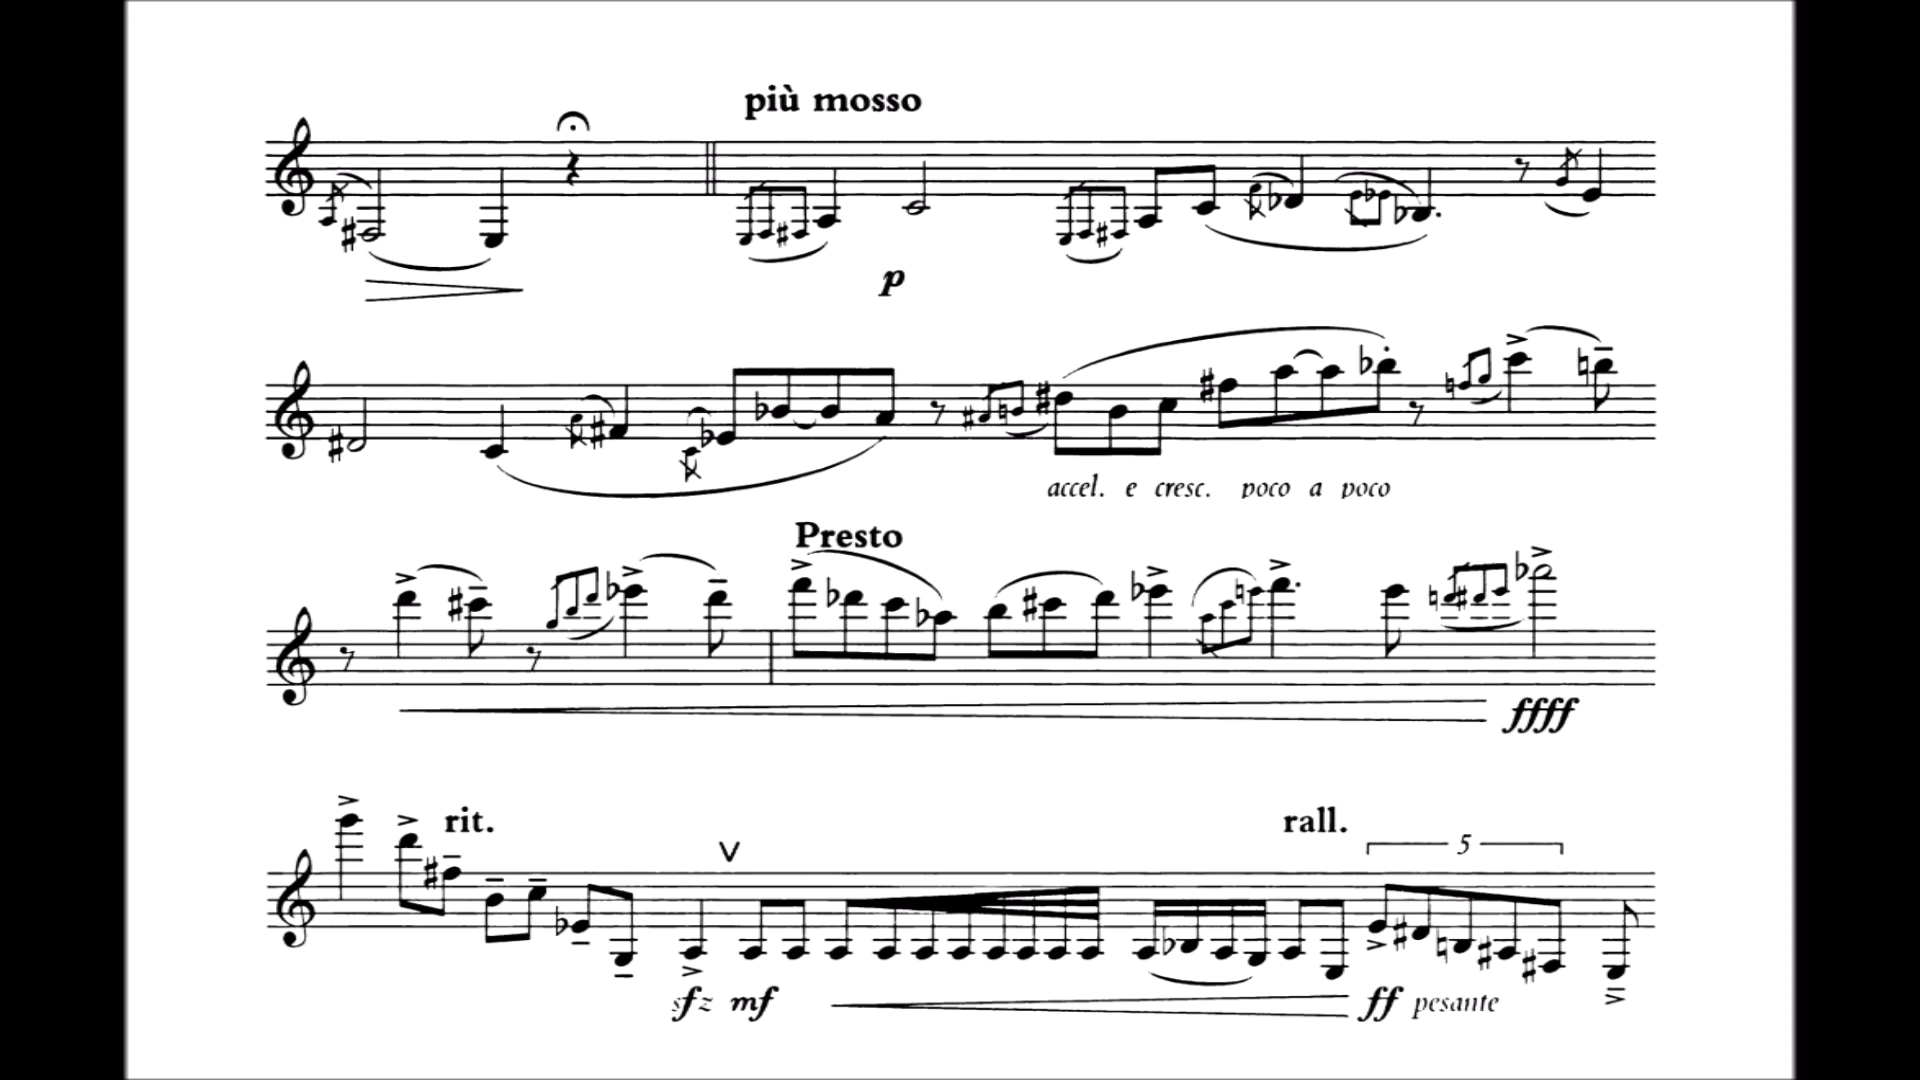 più mosso
p
accel. e cresc. poco a poco
Presto
ffff
rit.
rall.
5
sfz mf
ff pesante